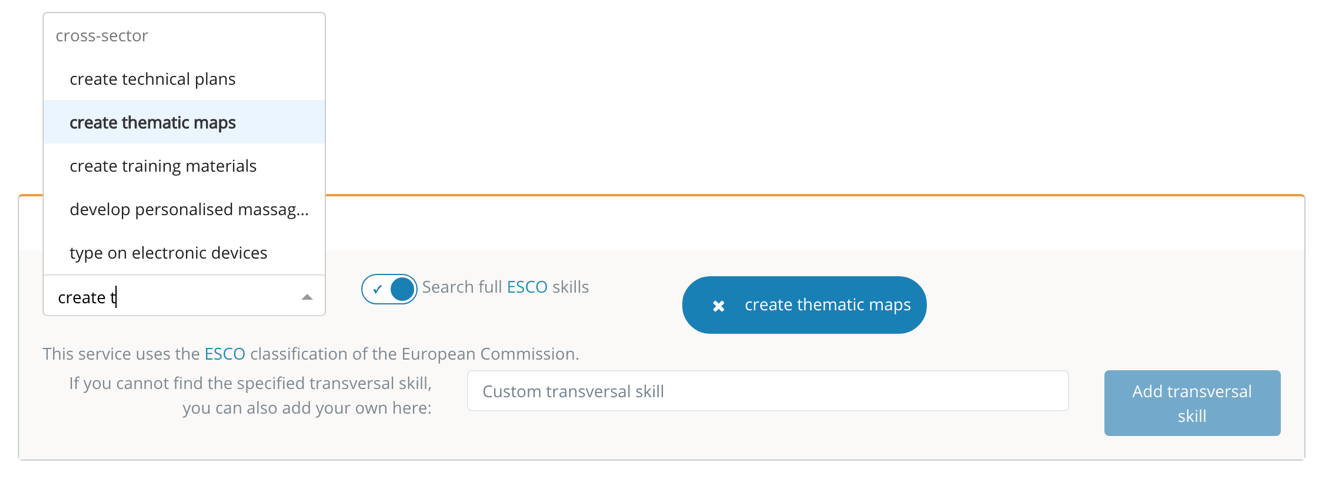 cross-sector
create technical plans
create thematic maps
create training materials
develop personalised massag...
type on electronic devices
create t
Search full ESCO skills
create thematic maps
This service uses the ESCO classification of the European Commission.
If you cannot find the specified transversal skill,
you can also add your own here:
Custom transversal skill
Add transversal
skill